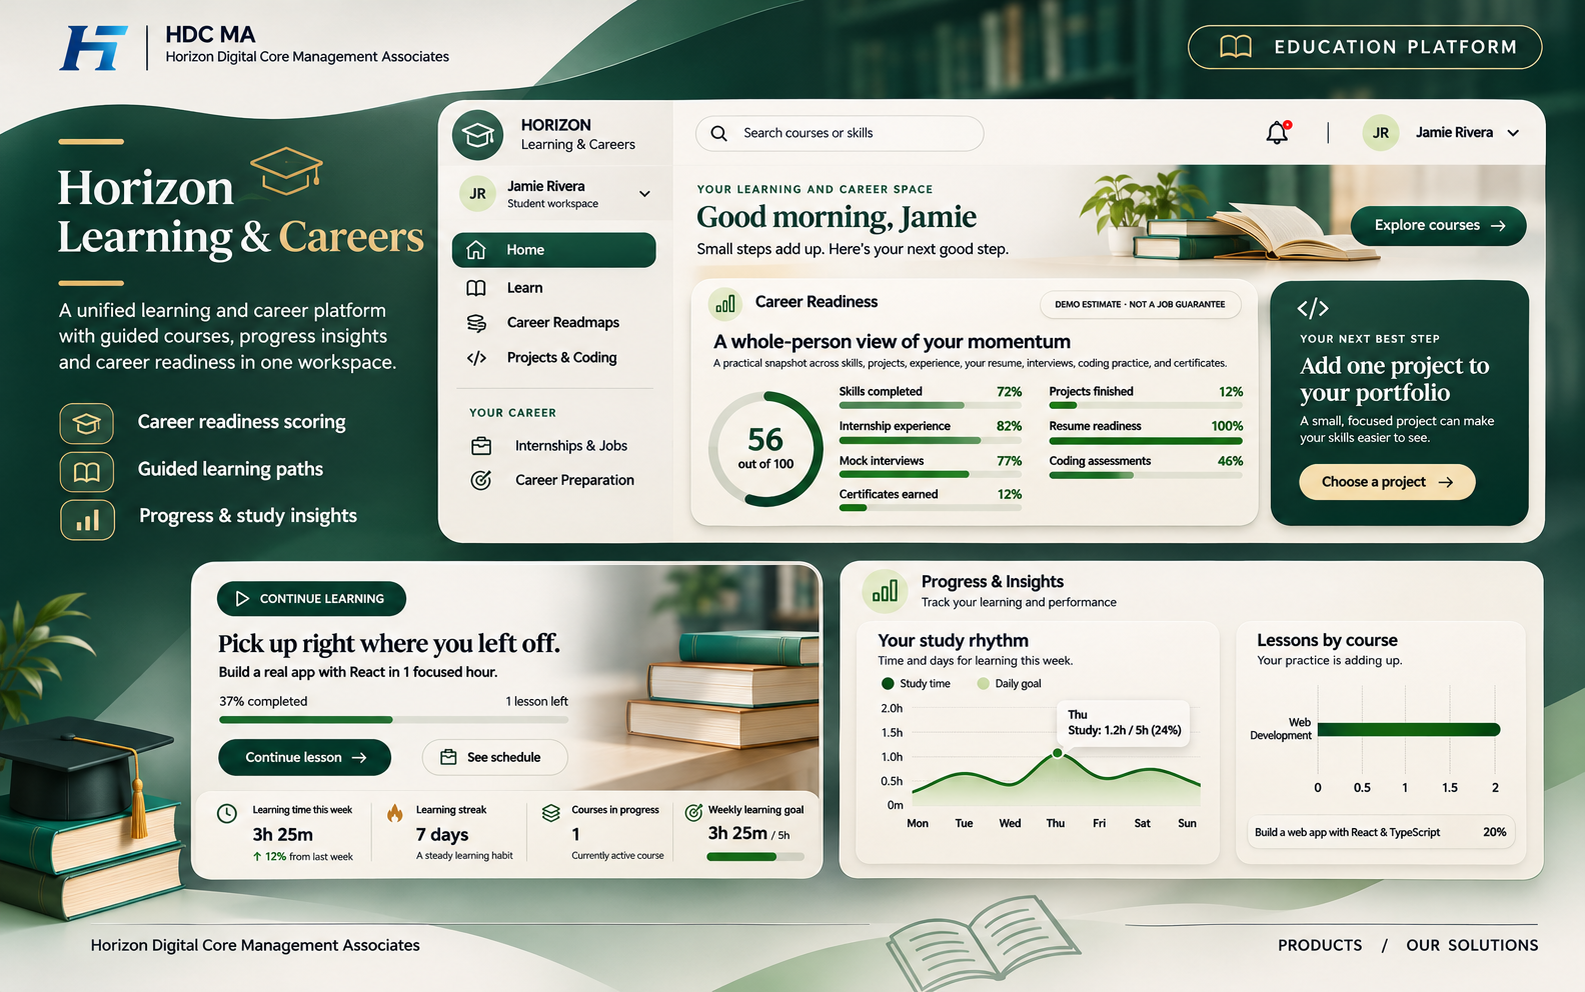 HDC MA
Horizon Digital Core Management Associates
EDUCATION PLATFORM
Horizon
Learning & Careers
A unified learning and career platform
with guided courses, progress insights
and career readiness in one workspace.
Career readiness scoring
Guided learning paths
Progress & study insights
HORIZON
Learning & Careers
JR
Jamie Rivera
Student workspace
Home
Learn
Career Readmaps
Projects & Coding
YOUR CAREER
Internships & Jobs
Career Preparation
Search courses or skills
JR
Jamie Rivera
YOUR LEARNING AND CAREER SPACE
Good morning, Jamie
Small steps add up. Here's your next good step.
Explore courses
Career Readiness
DEMO ESTIMATE · NOT A JOB GUARANTEE
A whole-person view of your momentum
A practical snapshot across skills, projects, experience, your resume, interviews, coding practice, and certificates.
56
out of 100
Skills completed 72%
Internship experience 82%
Mock interviews 77%
Certificates earned 12%
Projects finished 12%
Resume readiness 100%
Coding assessments 46%
YOUR NEXT BEST STEP
Add one project to
your portfolio
A small, focused project can make
your skills easier to see.
Choose a project
CONTINUE LEARNING
Pick up right where you left off.
Build a real app with React in 1 focused hour.
37% completed 1 lesson left
Continue lesson
See schedule
Learning time this week
3h 25m
↑ 12% from last week
Learning streak
7 days
A steady learning habit
Courses in progress
1
Currently active course
Weekly learning goal
3h 25m / 5h
Progress & Insights
Track your learning and performance
Your study rhythm
Time and days for learning this week.
Study time Daily goal
2.0h
1.5h
1.0h
0.5h
0m
Thu
Study: 1.2h / 5h (24%)
Mon Tue Wed Thu Fri Sat Sun
Lessons by course
Your practice is adding up.
Web
Development
0 0.5 1 1.5 2
Build a web app with React & TypeScript 20%
Horizon Digital Core Management Associates
PRODUCTS / OUR SOLUTIONS